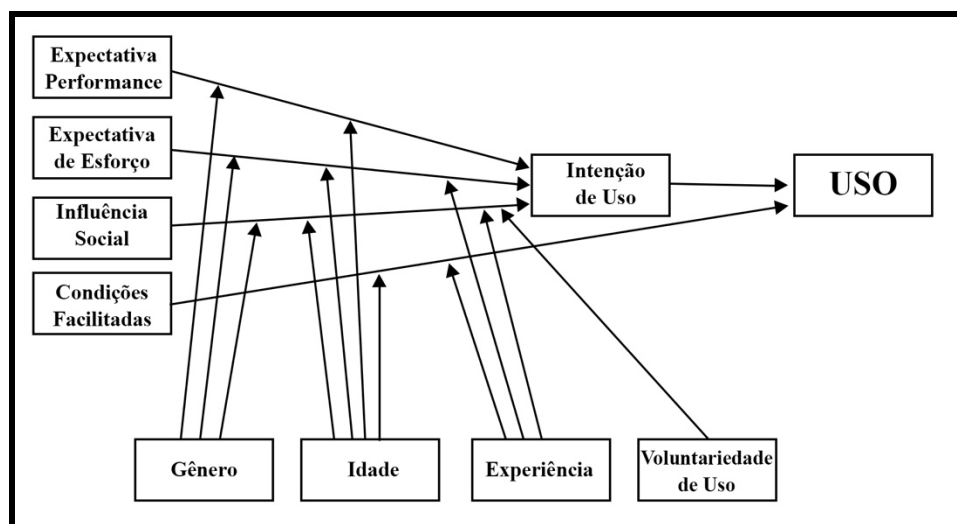 Expectativa
Performance
Expectativa
de Esforço
Influência
Social
Condições
Facilitadas
Intenção
de Uso
USO
Gênero
Idade
Experiência
Voluntariedade
de Uso